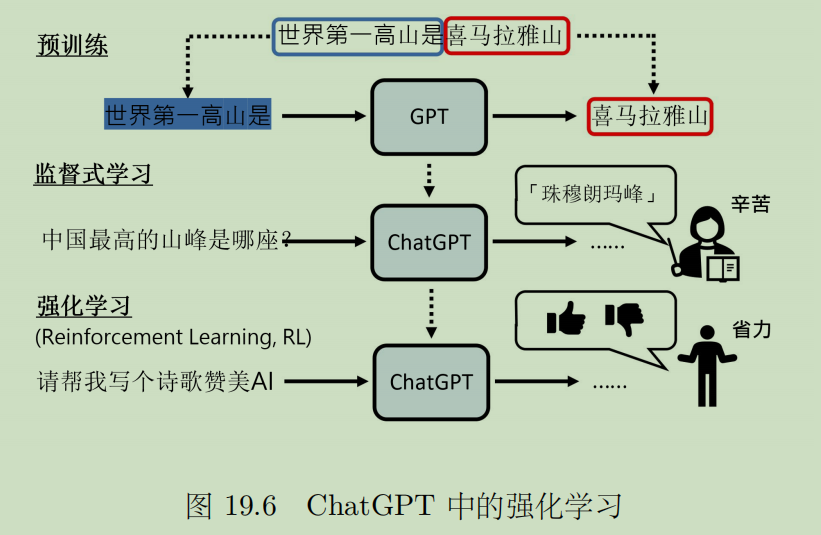 预训练
世界第一高山是喜马拉雅山
世界第一高山是
GPT
喜马拉雅山
监督式学习
「珠穆朗玛峰」
辛苦
中国最高的山峰是哪座?
ChatGPT
......
强化学习
(Reinforcement Learning, RL)
省力
请帮我写个诗歌赞美AI
ChatGPT
......
图 19.6 ChatGPT 中的强化学习